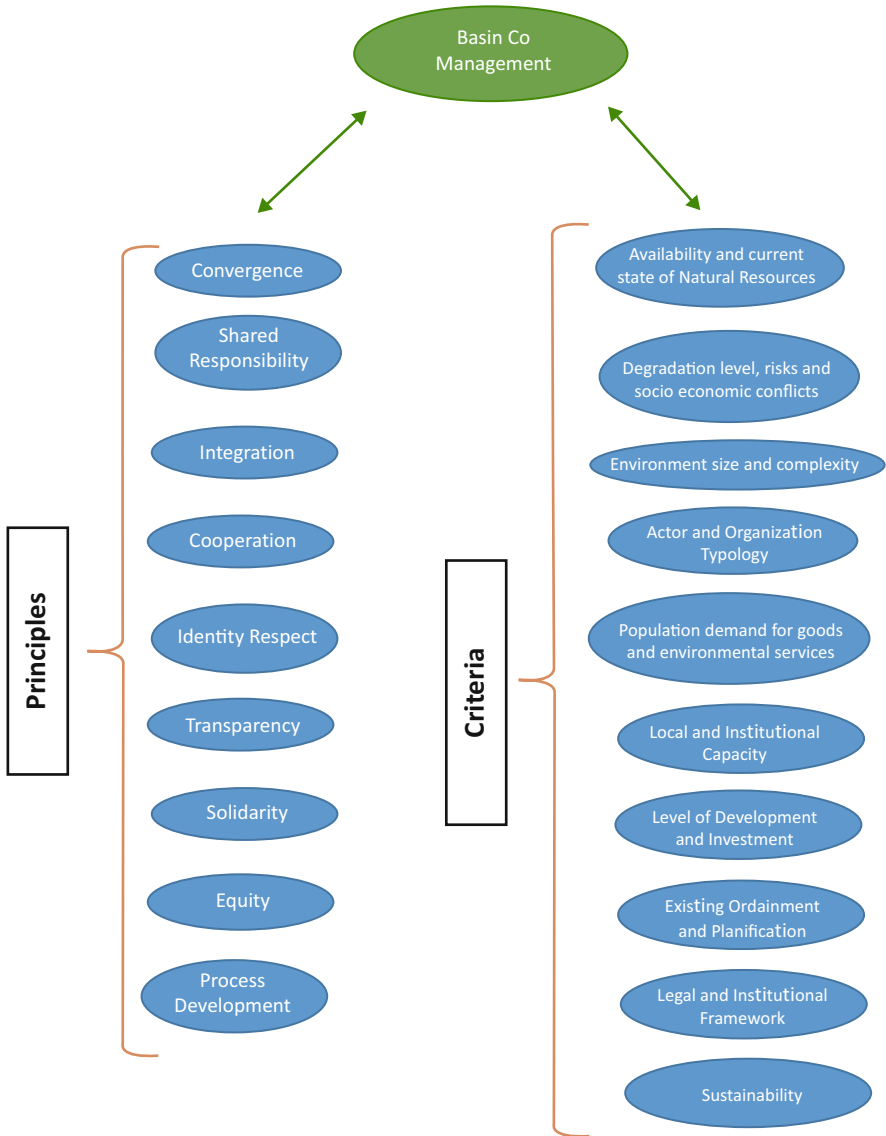 Basin Co
Management
Principles
Convergence
Shared
Responsibility
Integration
Cooperation
Identity Respect
Transparency
Solidarity
Equity
Process
Development
Criteria
Availability and current
state of Natural Resources
Degradation level, risks and
socio economic conflicts
Environment size and complexity
Actor and Organization
Typology
Population demand for goods
and environmental services
Local and Institutional
Capacity
Level of Development
and Investment
Existing Ordainment
and Planification
Legal and Institutional
Framework
Sustainability